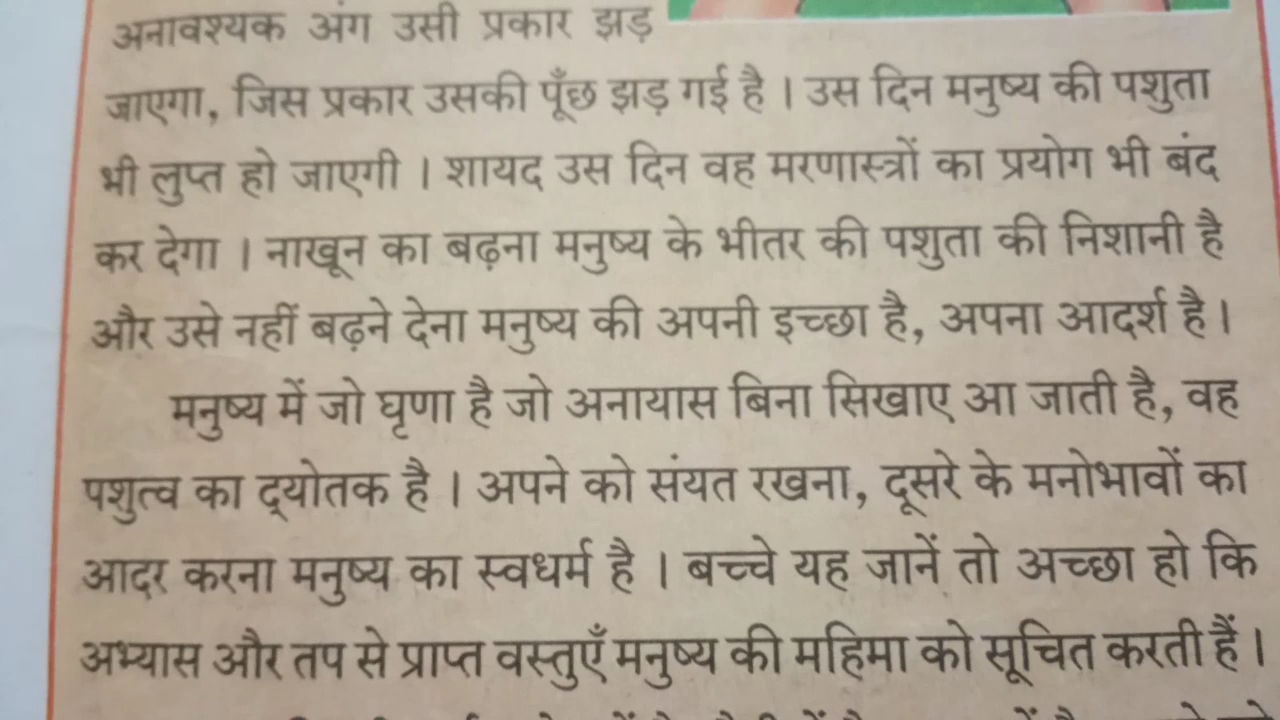 अनावश्यक अंग उसी प्रकार झड़
जाएगा, जिस प्रकार उसकी पूँछ झड़ गई है । उस दिन मनुष्य की पशुता
भी लुप्त हो जाएगी । शायद उस दिन वह मरणास्त्रों का प्रयोग भी बंद
कर देगा । नाखून का बढ़ना मनुष्य के भीतर की पशुता की निशानी है
और उसे नहीं बढ़ने देना मनुष्य की अपनी इच्छा है, अपना आदर्श है ।
मनुष्य में जो घृणा है जो अनायास बिना सिखाए आ जाती है, वह
पशुत्व का द्‌योतक है । अपने को संयत रखना, दूसरे के मनोभावों का
आदर करना मनुष्य का स्वधर्म है । बच्चे यह जानें तो अच्छा हो कि
अभ्यास और तप से प्राप्त वस्तुएँ मनुष्य की महिमा को सूचित करती हैं ।